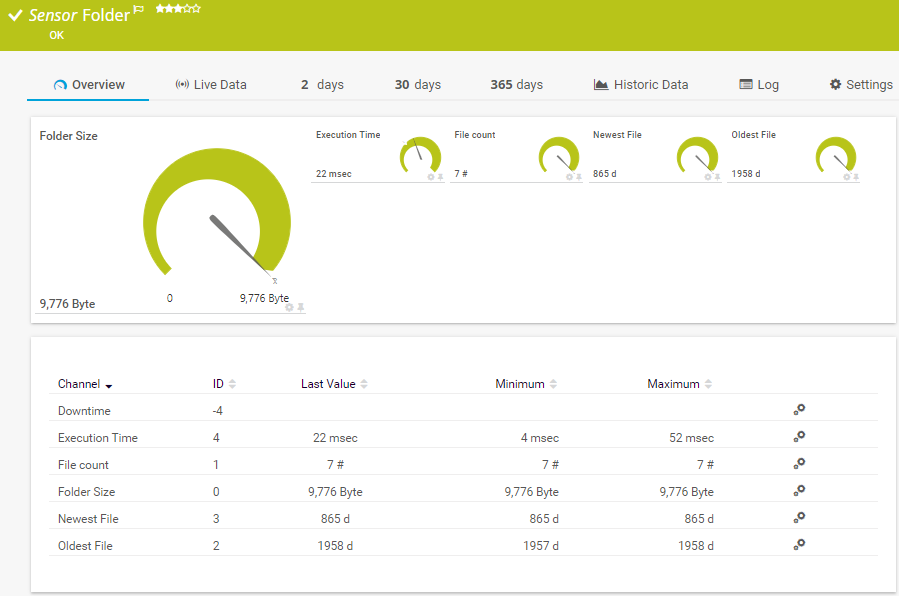 Sensor Folder
OK
Overview Live Data 2 days 30 days 365 days Historic Data Log Settings
Folder Size
9,776 Byte
0 9,776 Byte
Execution Time
22 msec
File count
7 #
Newest File
865 d
Oldest File
1958 d
Channel ID Last Value Minimum Maximum
Downtime -4
Execution Time 4 22 msec 4 msec 52 msec
File count 1 7 # 7 # 7 #
Folder Size 0 9,776 Byte 9,776 Byte 9,776 Byte
Newest File 3 865 d 865 d 865 d
Oldest File 2 1958 d 1957 d 1958 d